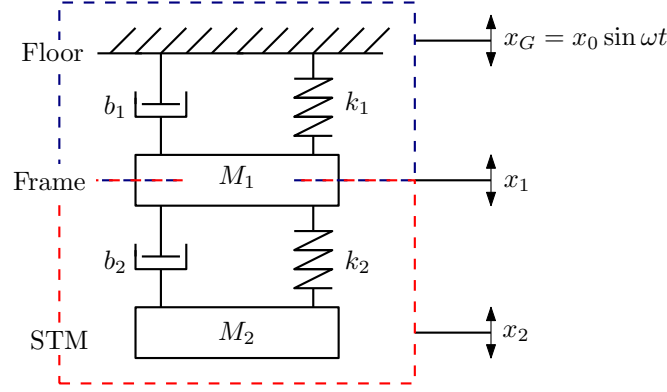 x_G = x_0 sin ωt
Floor
b_1
k_1
Frame
M_1
x_1
b_2
k_2
M_2
x_2
STM